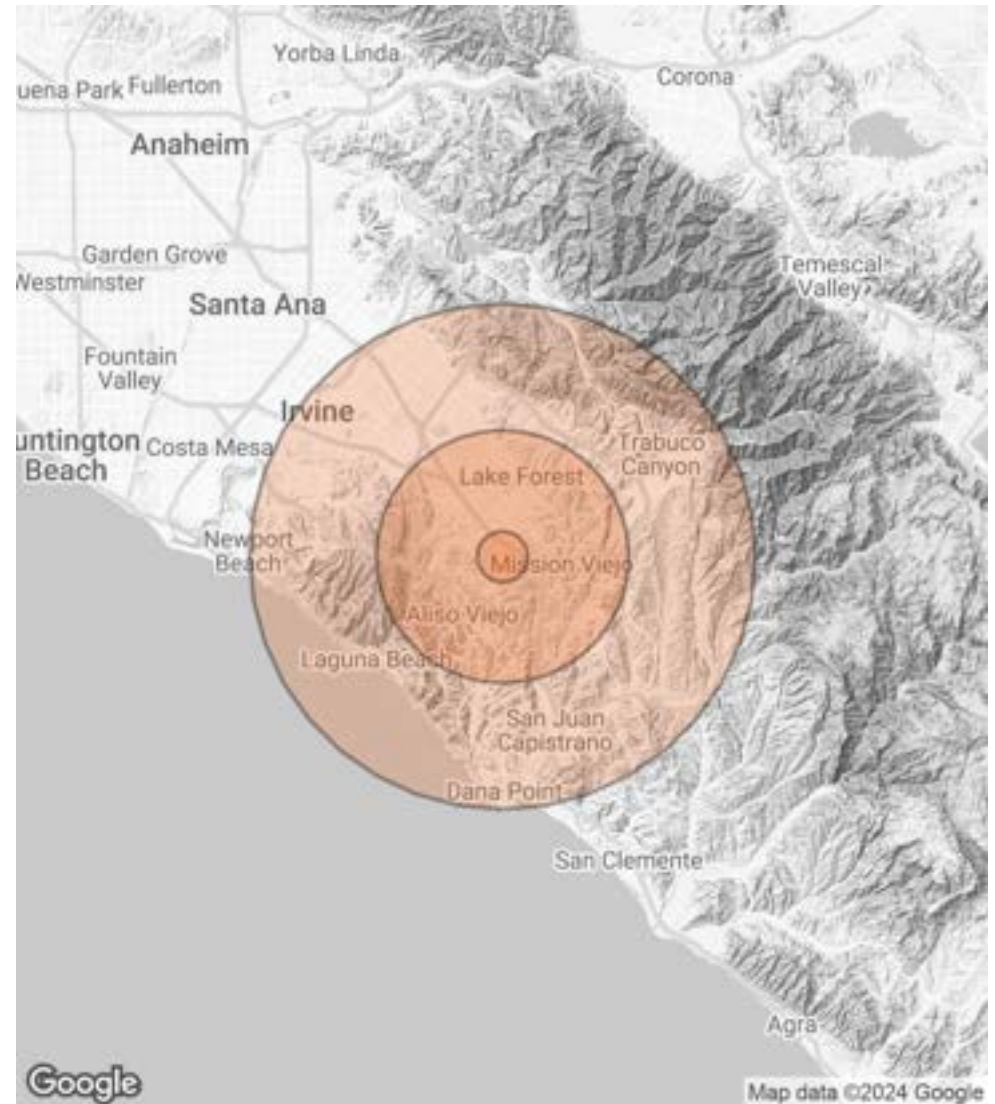 Yorba Linda
Corona
uena Park
Fullerton
Anaheim
Garden Grove
Westminster
Temescal
Valley
Santa Ana
Fountain
Valley
Irvine
untington
Beach
Costa Mesa
Trabuco
Canyon
Lake Forest
Newport
Beach
Mission Viejo
Aliso Viejo
Laguna Beach
San Juan
Capistrano
Dana Point
San Clemente
Agra
Google
Map data ©2024 Google